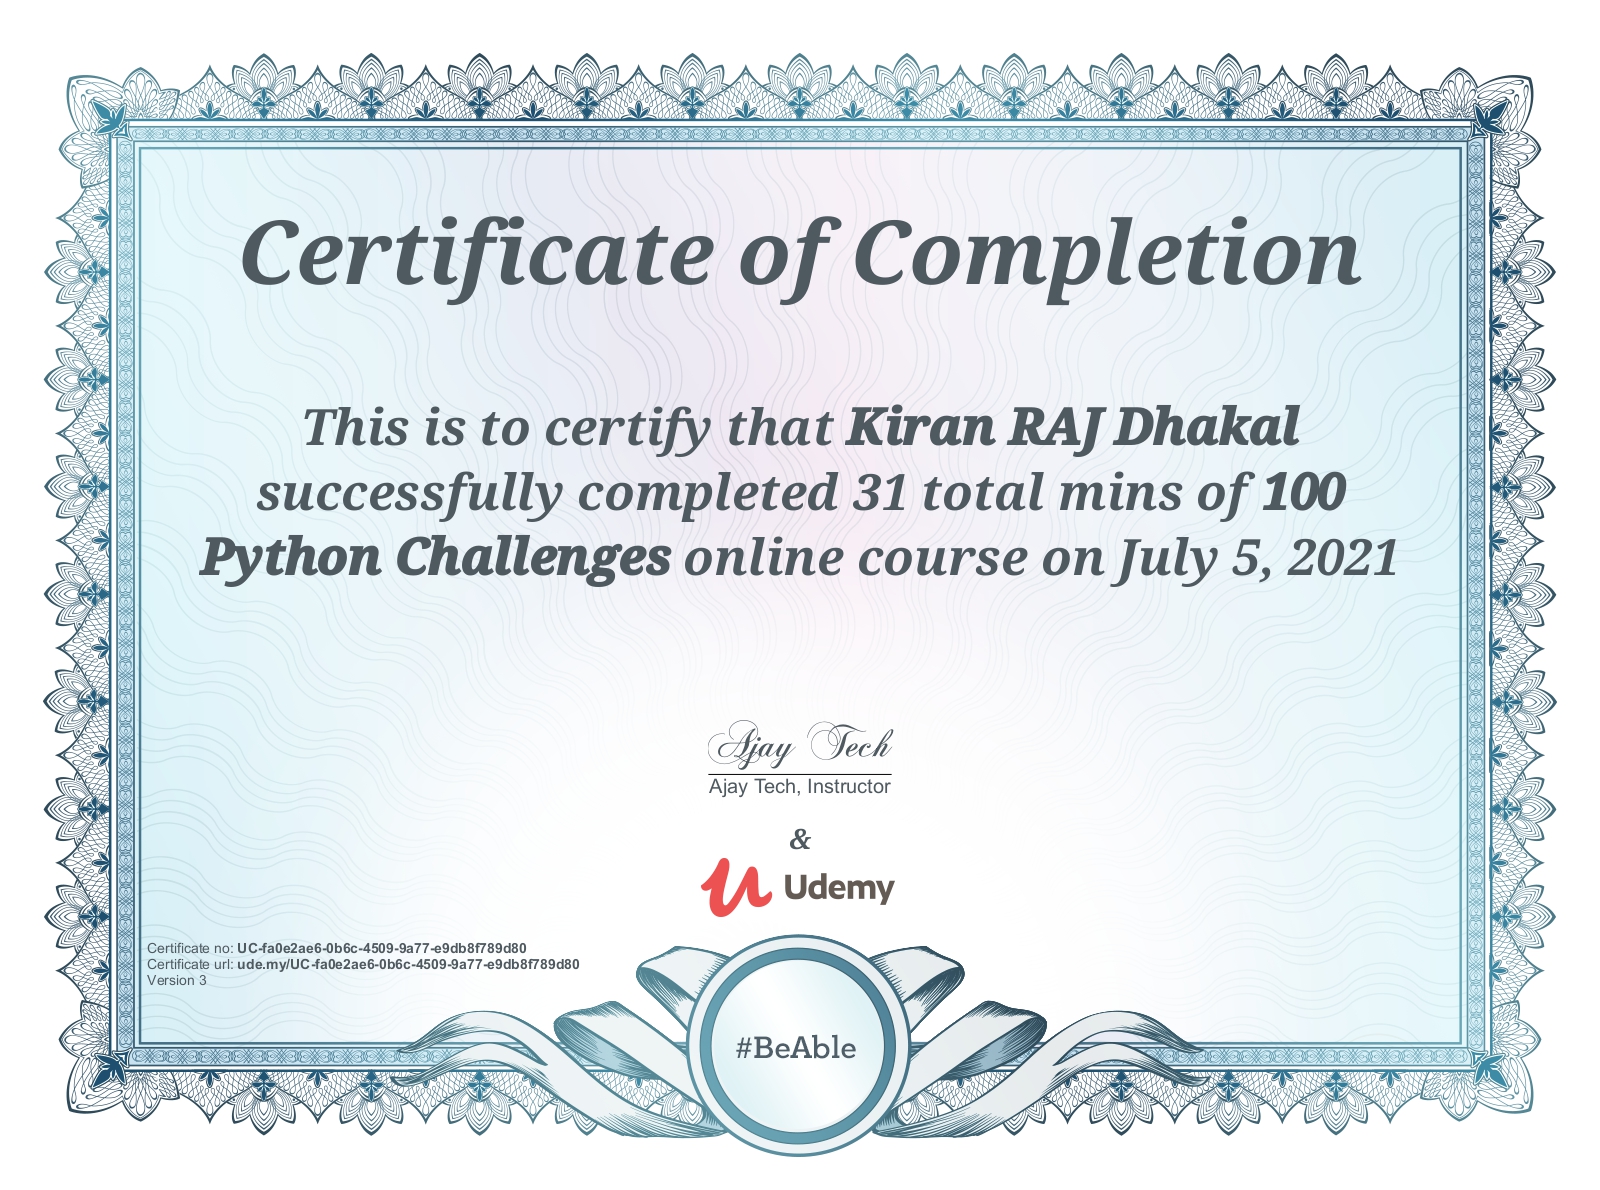 Certificate of Completion
This is to certify that Kiran RAJ Dhakal
successfully completed 31 total mins of 100
Python Challenges online course on July 5, 2021
Ajay Tech
Ajay Tech, Instructor
&
Udemy
Certificate no: UC-fa0e2ae6-0b6c-4509-9a77-e9db8f789d80
Certificate url: ude.my/UC-fa0e2ae6-0b6c-4509-9a77-e9db8f789d80
Version 3
#BeAble